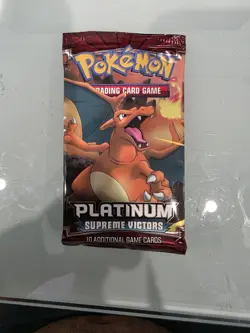 POKéMON
TRADING CARD GAME
PLATINUM
SUPREME VICTORS
10 ADDITIONAL GAME CARDS